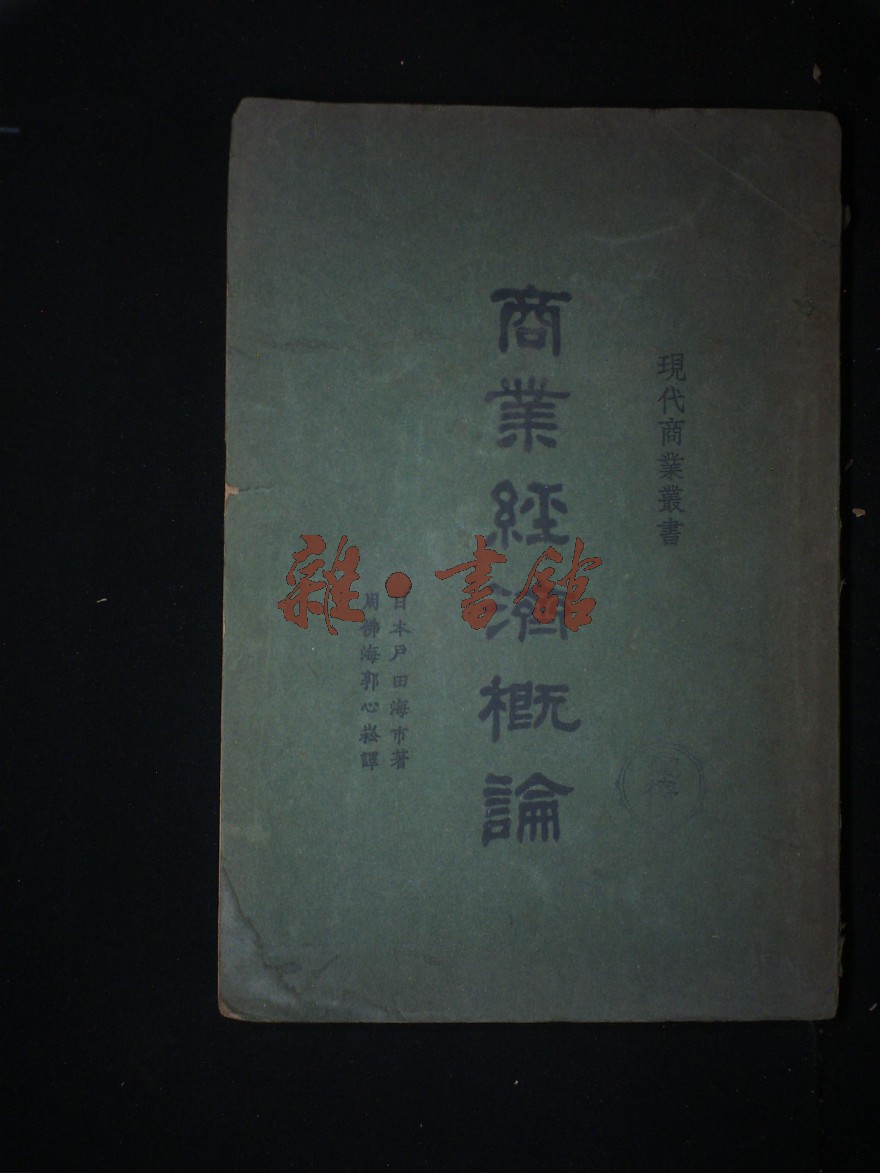 現代商業叢書
商業經濟概論
日本戶田海市著
周佛海郭心崧譯
雜·書館